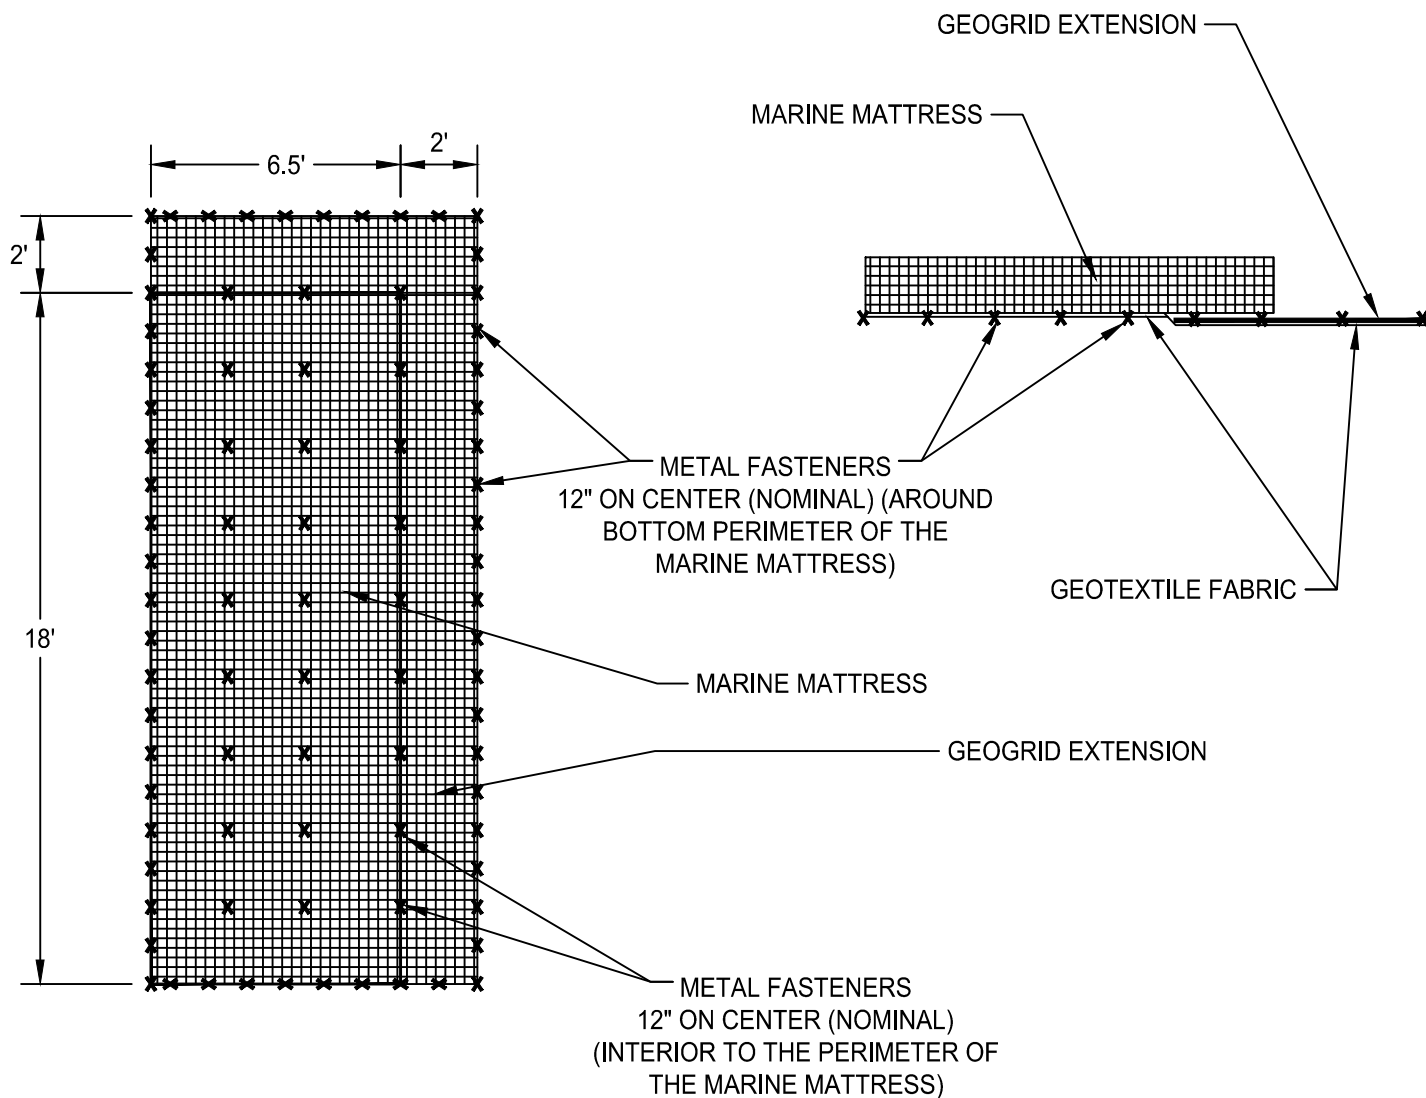 GEOGRID EXTENSION
MARINE MATTRESS
6.5'
2'
2'
18'
METAL FASTENERS
12" ON CENTER (NOMINAL) (AROUND
BOTTOM PERIMETER OF THE
MARINE MATTRESS)
GEOTEXTILE FABRIC
MARINE MATTRESS
GEOGRID EXTENSION
METAL FASTENERS
12" ON CENTER (NOMINAL)
(INTERIOR TO THE PERIMETER OF
THE MARINE MATTRESS)